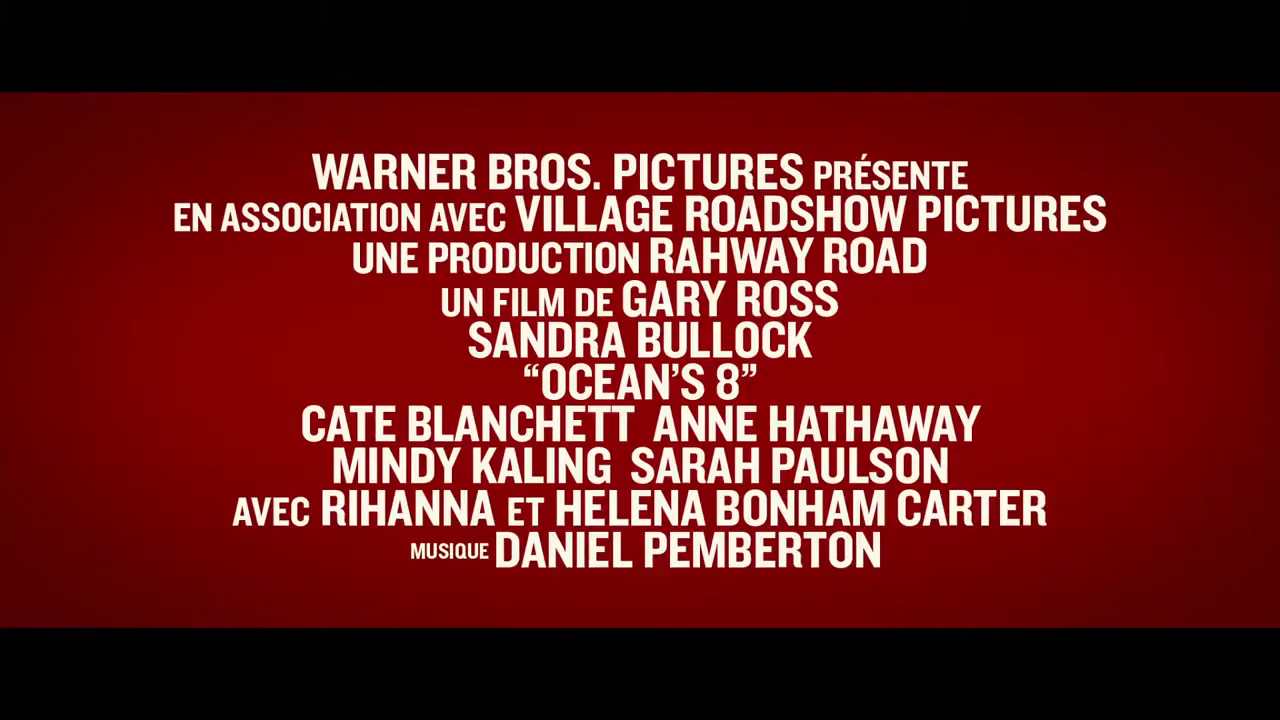 WARNER BROS. PICTURES PRÉSENTE
EN ASSOCIATION AVEC VILLAGE ROADSHOW PICTURES
UNE PRODUCTION RAHWAY ROAD
UN FILM DE GARY ROSS
SANDRA BULLOCK
“OCEAN’S 8”
CATE BLANCHETT ANNE HATHAWAY
MINDY KALING SARAH PAULSON
AVEC RIHANNA ET HELENA BONHAM CARTER
MUSIQUE DANIEL PEMBERTON